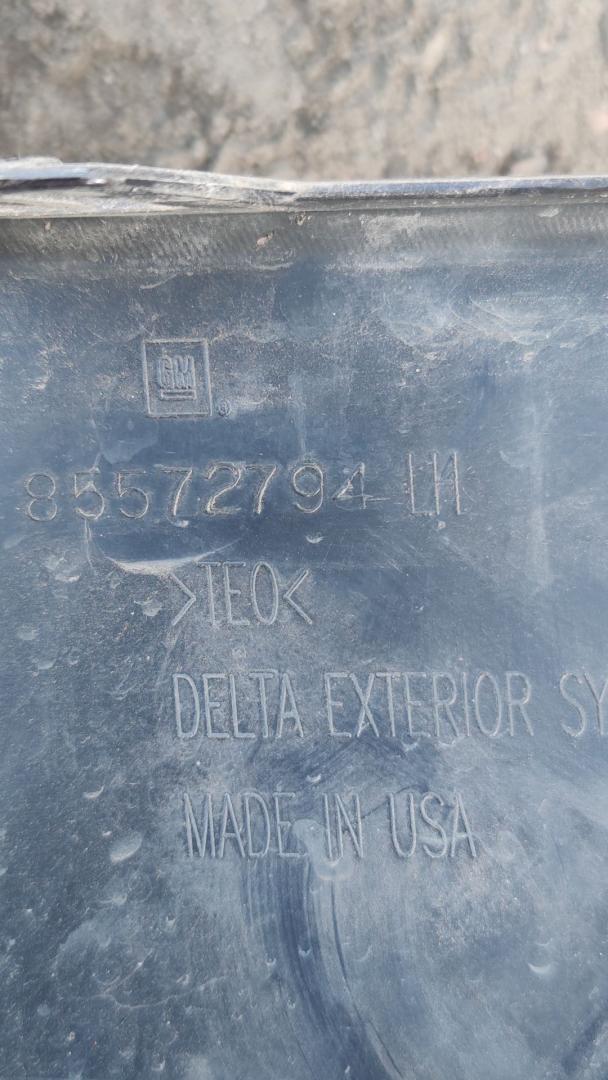 GM
®
85572794 LH
>TEO<
DELTA EXTERIOR SY
MADE IN USA